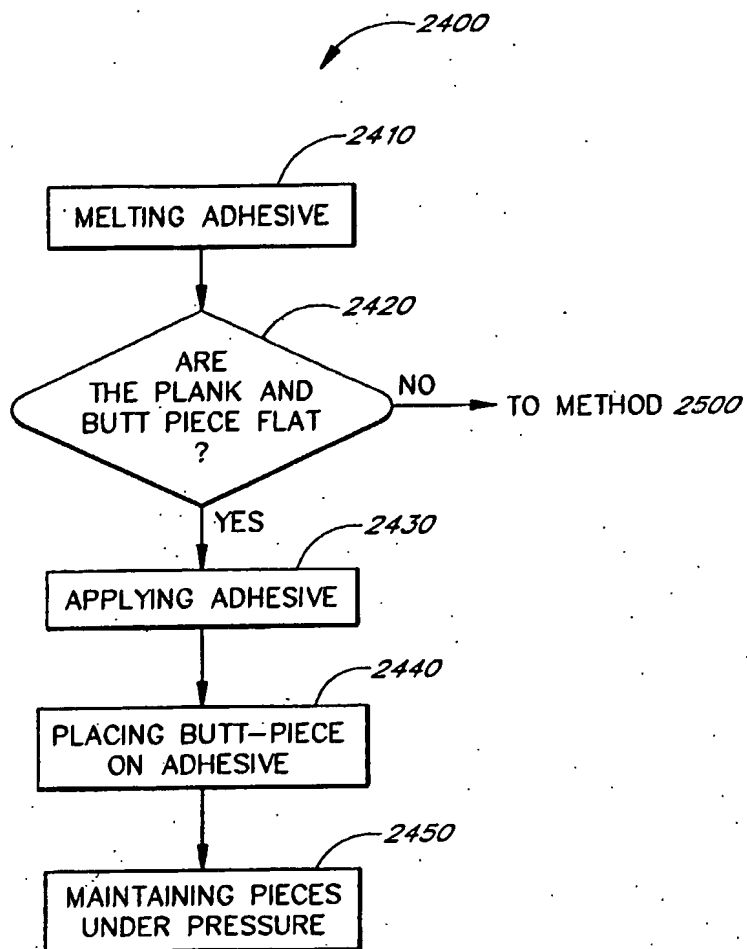 2400
2410
MELTING ADHESIVE
2420
ARE
THE PLANK AND
BUTT PIECE FLAT
?
NO
TO METHOD 2500
YES
2430
APPLYING ADHESIVE
2440
PLACING BUTT-PIECE
ON ADHESIVE
2450
MAINTAINING PIECES
UNDER PRESSURE